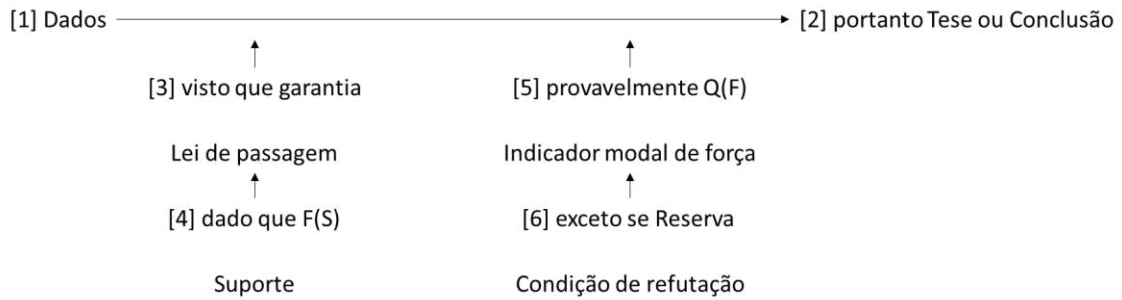 [1] Dados [2] portanto Tese ou Conclusão
[3] visto que garantia [5] provavelmente Q(F)
Lei de passagem Indicador modal de força
[4] dado que F(S) [6] exceto se Reserva
Suporte Condição de refutação